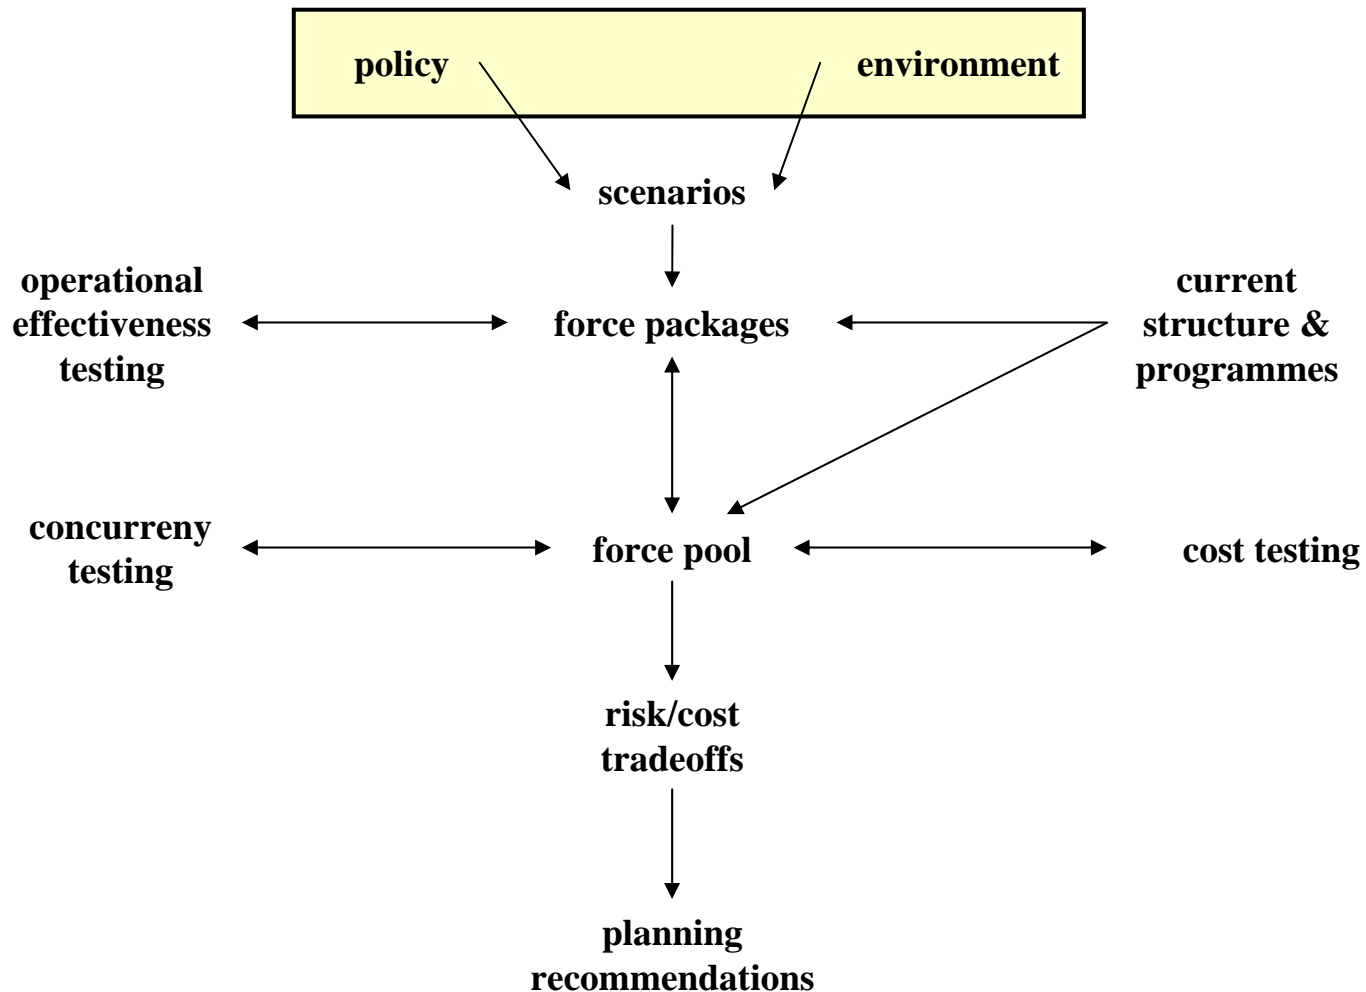 policy
environment
scenarios
operational
effectiveness
testing
force packages
current
structure &
programmes
concurreny
testing
force pool
cost testing
risk/cost
tradeoffs
planning
recommendations